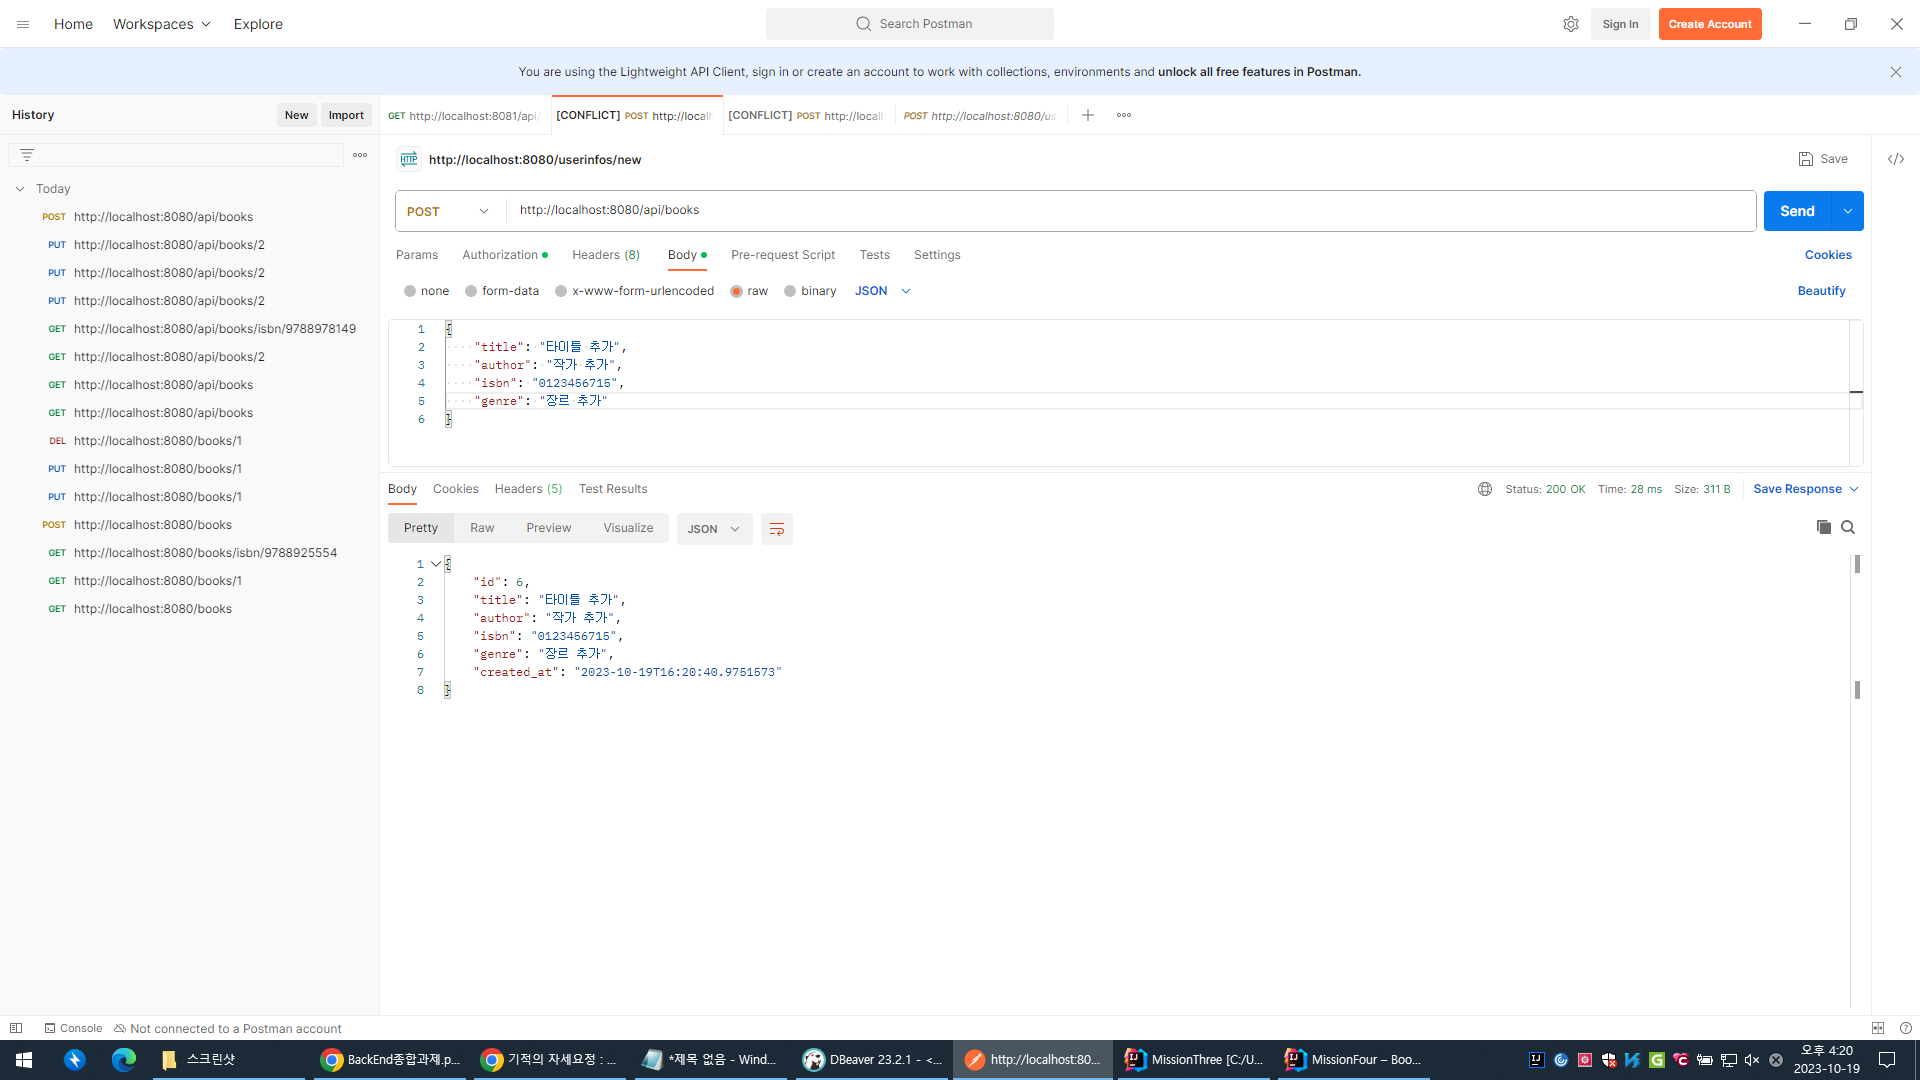 Home Workspaces Explore Search Postman Sign In Create Account
You are using the Lightweight API Client, sign in or create an account to work with collections, environments and unlock all free features in Postman.
History New Import
GET http://localhost:8081/api/ [CONFLICT] POST http://local [CONFLICT] POST http://local POST http://localhost:8080/us
HTTP http://localhost:8080/userinfos/new Save
Today
POST http://localhost:8080/api/books
PUT http://localhost:8080/api/books/2
PUT http://localhost:8080/api/books/2
PUT http://localhost:8080/api/books/2
GET http://localhost:8080/api/books/isbn/9788978149
GET http://localhost:8080/api/books/2
GET http://localhost:8080/api/books
GET http://localhost:8080/api/books
DEL http://localhost:8080/books/1
PUT http://localhost:8080/books/1
PUT http://localhost:8080/books/1
POST http://localhost:8080/books
GET http://localhost:8080/books/isbn/9788925554
GET http://localhost:8080/books/1
GET http://localhost:8080/books
POST http://localhost:8080/api/books Send
Params Authorization Headers (8) Body Pre-request Script Tests Settings Cookies
none form-data x-www-form-urlencoded raw binary JSON Beautify
1 {
2 "title": "타이틀 추가",
3 "author": "작가 추가",
4 "isbn": "0123456715",
5 "genre": "장르 추가"
6 }
Body Cookies Headers (5) Test Results Status: 200 OK Time: 28 ms Size: 311 B Save Response
Pretty Raw Preview Visualize JSON
1 {
2 "id": 6,
3 "title": "타이틀 추가",
4 "author": "작가 추가",
5 "isbn": "0123456715",
6 "genre": "장르 추가",
7 "created_at": "2023-10-19T16:20:40.9751573"
8 }
Console Not connected to a Postman account
스크린샷 BackEnd종합과제.p... 기적의 자세요정 : ... *제목 없음 - Wind... DBeaver 23.2.1 - <... http://localhost:80... MissionThree [C:/U... MissionFour – Boo... 오후 4:20
2023-10-19